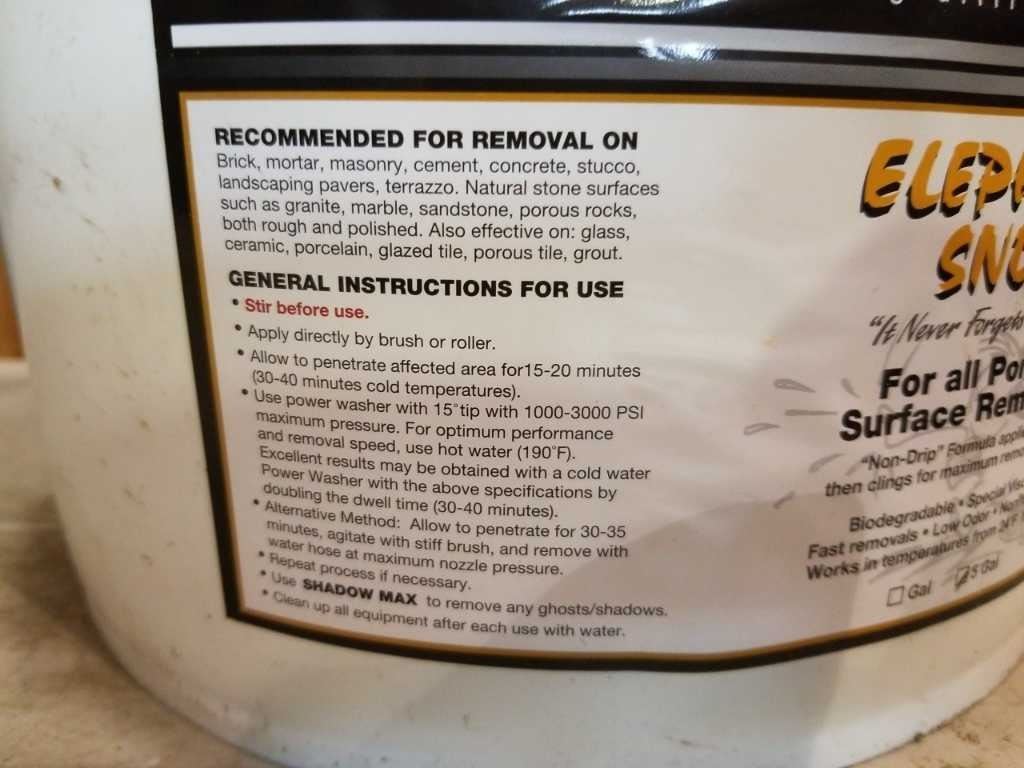 RECOMMENDED FOR REMOVAL ON
Brick, mortar, masonry, cement, concrete, stucco,
landscaping pavers, terrazzo. Natural stone surfaces
such as granite, marble, sandstone, porous rocks,
both rough and polished. Also effective on: glass,
ceramic, porcelain, glazed tile, porous tile, grout.
GENERAL INSTRUCTIONS FOR USE
• Stir before use.
• Apply directly by brush or roller.
• Allow to penetrate affected area for15-20 minutes
(30-40 minutes cold temperatures).
• Use power washer with 15°tip with 1000-3000 PSI
maximum pressure. For optimum performance
and removal speed, use hot water (190°F).
Excellent results may be obtained with a cold water
Power Washer with the above specifications by
doubling the dwell time (30-40 minutes).
• Alternative Method: Allow to penetrate for 30-35
minutes, agitate with stiff brush, and remove with
water hose at maximum nozzle pressure.
• Repeat process if necessary.
• Use SHADOW MAX to remove any ghosts/shadows.
• Clean up all equipment after each use with water.
ELEP
SNO
"It Never Forgets
For all Por
Surface Rem
"Non-Drip" Formula appl
then clings for maximum remo
Biodegradable • Special Visc
Fast removals • Low Odor • Non
Works in temperatures from 34°F
Gal 5 Gal